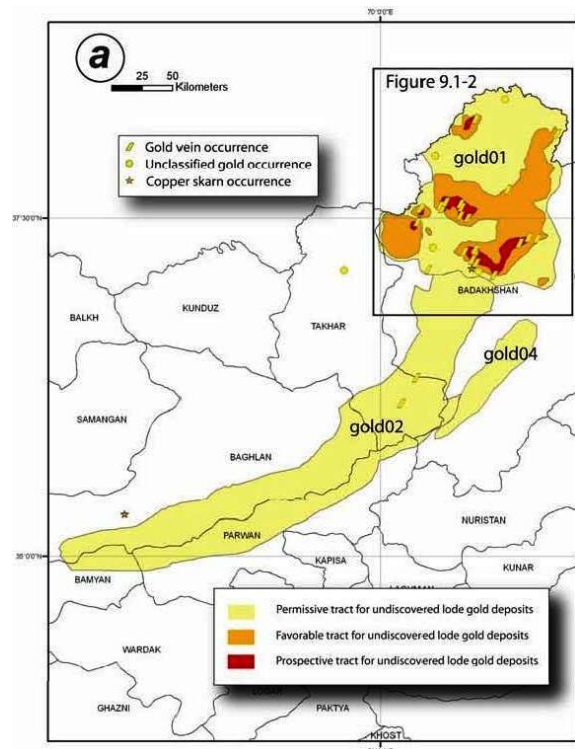 70°0'0"E
a
25 50
Kilometers
Figure 9.1-2
Gold vein occurrence
Unclassified gold occurrence
Copper skarn occurrence
gold01
37°30'0"N
BADAKHSHAN
KUNDUZ
BALKH
TAKHAR
gold04
SAMANGAN
gold02
BAGHLAN
NURISTAN
PARWAN
KAPISA
KUNAR
BAMYAN
Permissive tract for undiscovered lode gold deposits
Favorable tract for undiscovered lode gold deposits
Prospective tract for undiscovered lode gold deposits
WARDAK
GHAZNI
PAKTYA
KHOST